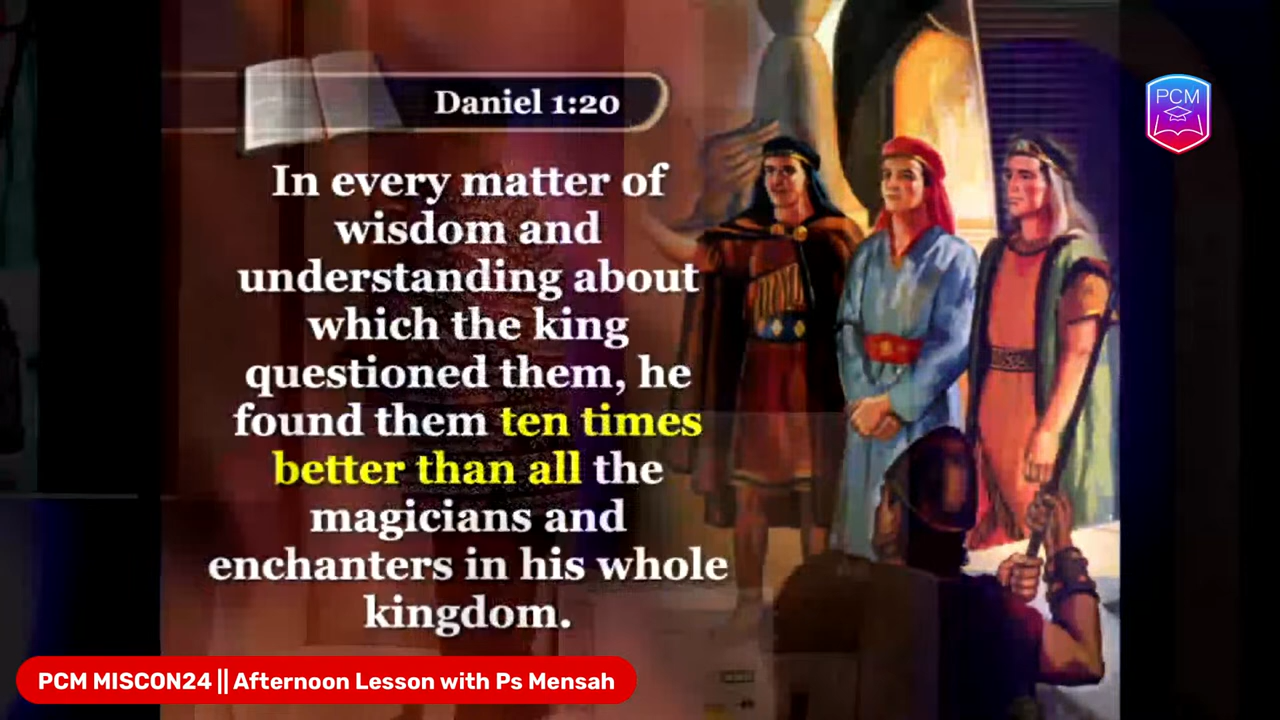 Daniel 1:20
PCM
In every matter of
wisdom and
understanding about
which the king
questioned them, he
found them ten times
better than all the
magicians and
enchanters in his whole
kingdom.
PCM MISCON24 || Afternoon Lesson with Ps Mensah